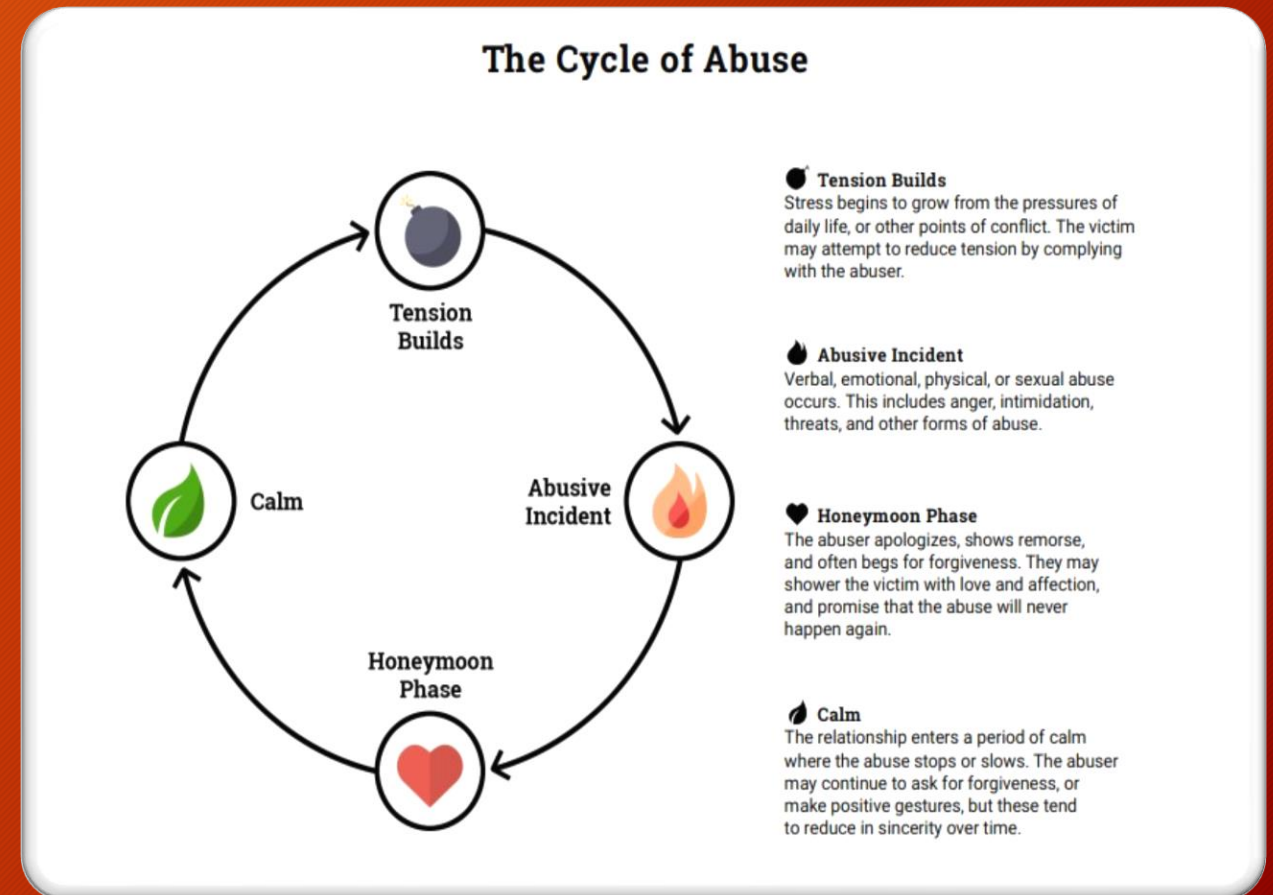 The Cycle of Abuse
Tension
Builds
Abusive
Incident
Honeymoon
Phase
Calm
Tension Builds
Stress begins to grow from the pressures of
daily life, or other points of conflict. The victim
may attempt to reduce tension by complying
with the abuser.
Abusive Incident
Verbal, emotional, physical, or sexual abuse
occurs. This includes anger, intimidation,
threats, and other forms of abuse.
Honeymoon Phase
The abuser apologizes, shows remorse,
and often begs for forgiveness. They may
shower the victim with love and affection,
and promise that the abuse will never
happen again.
Calm
The relationship enters a period of calm
where the abuse stops or slows. The abuser
may continue to ask for forgiveness, or
make positive gestures, but these tend
to reduce in sincerity over time.